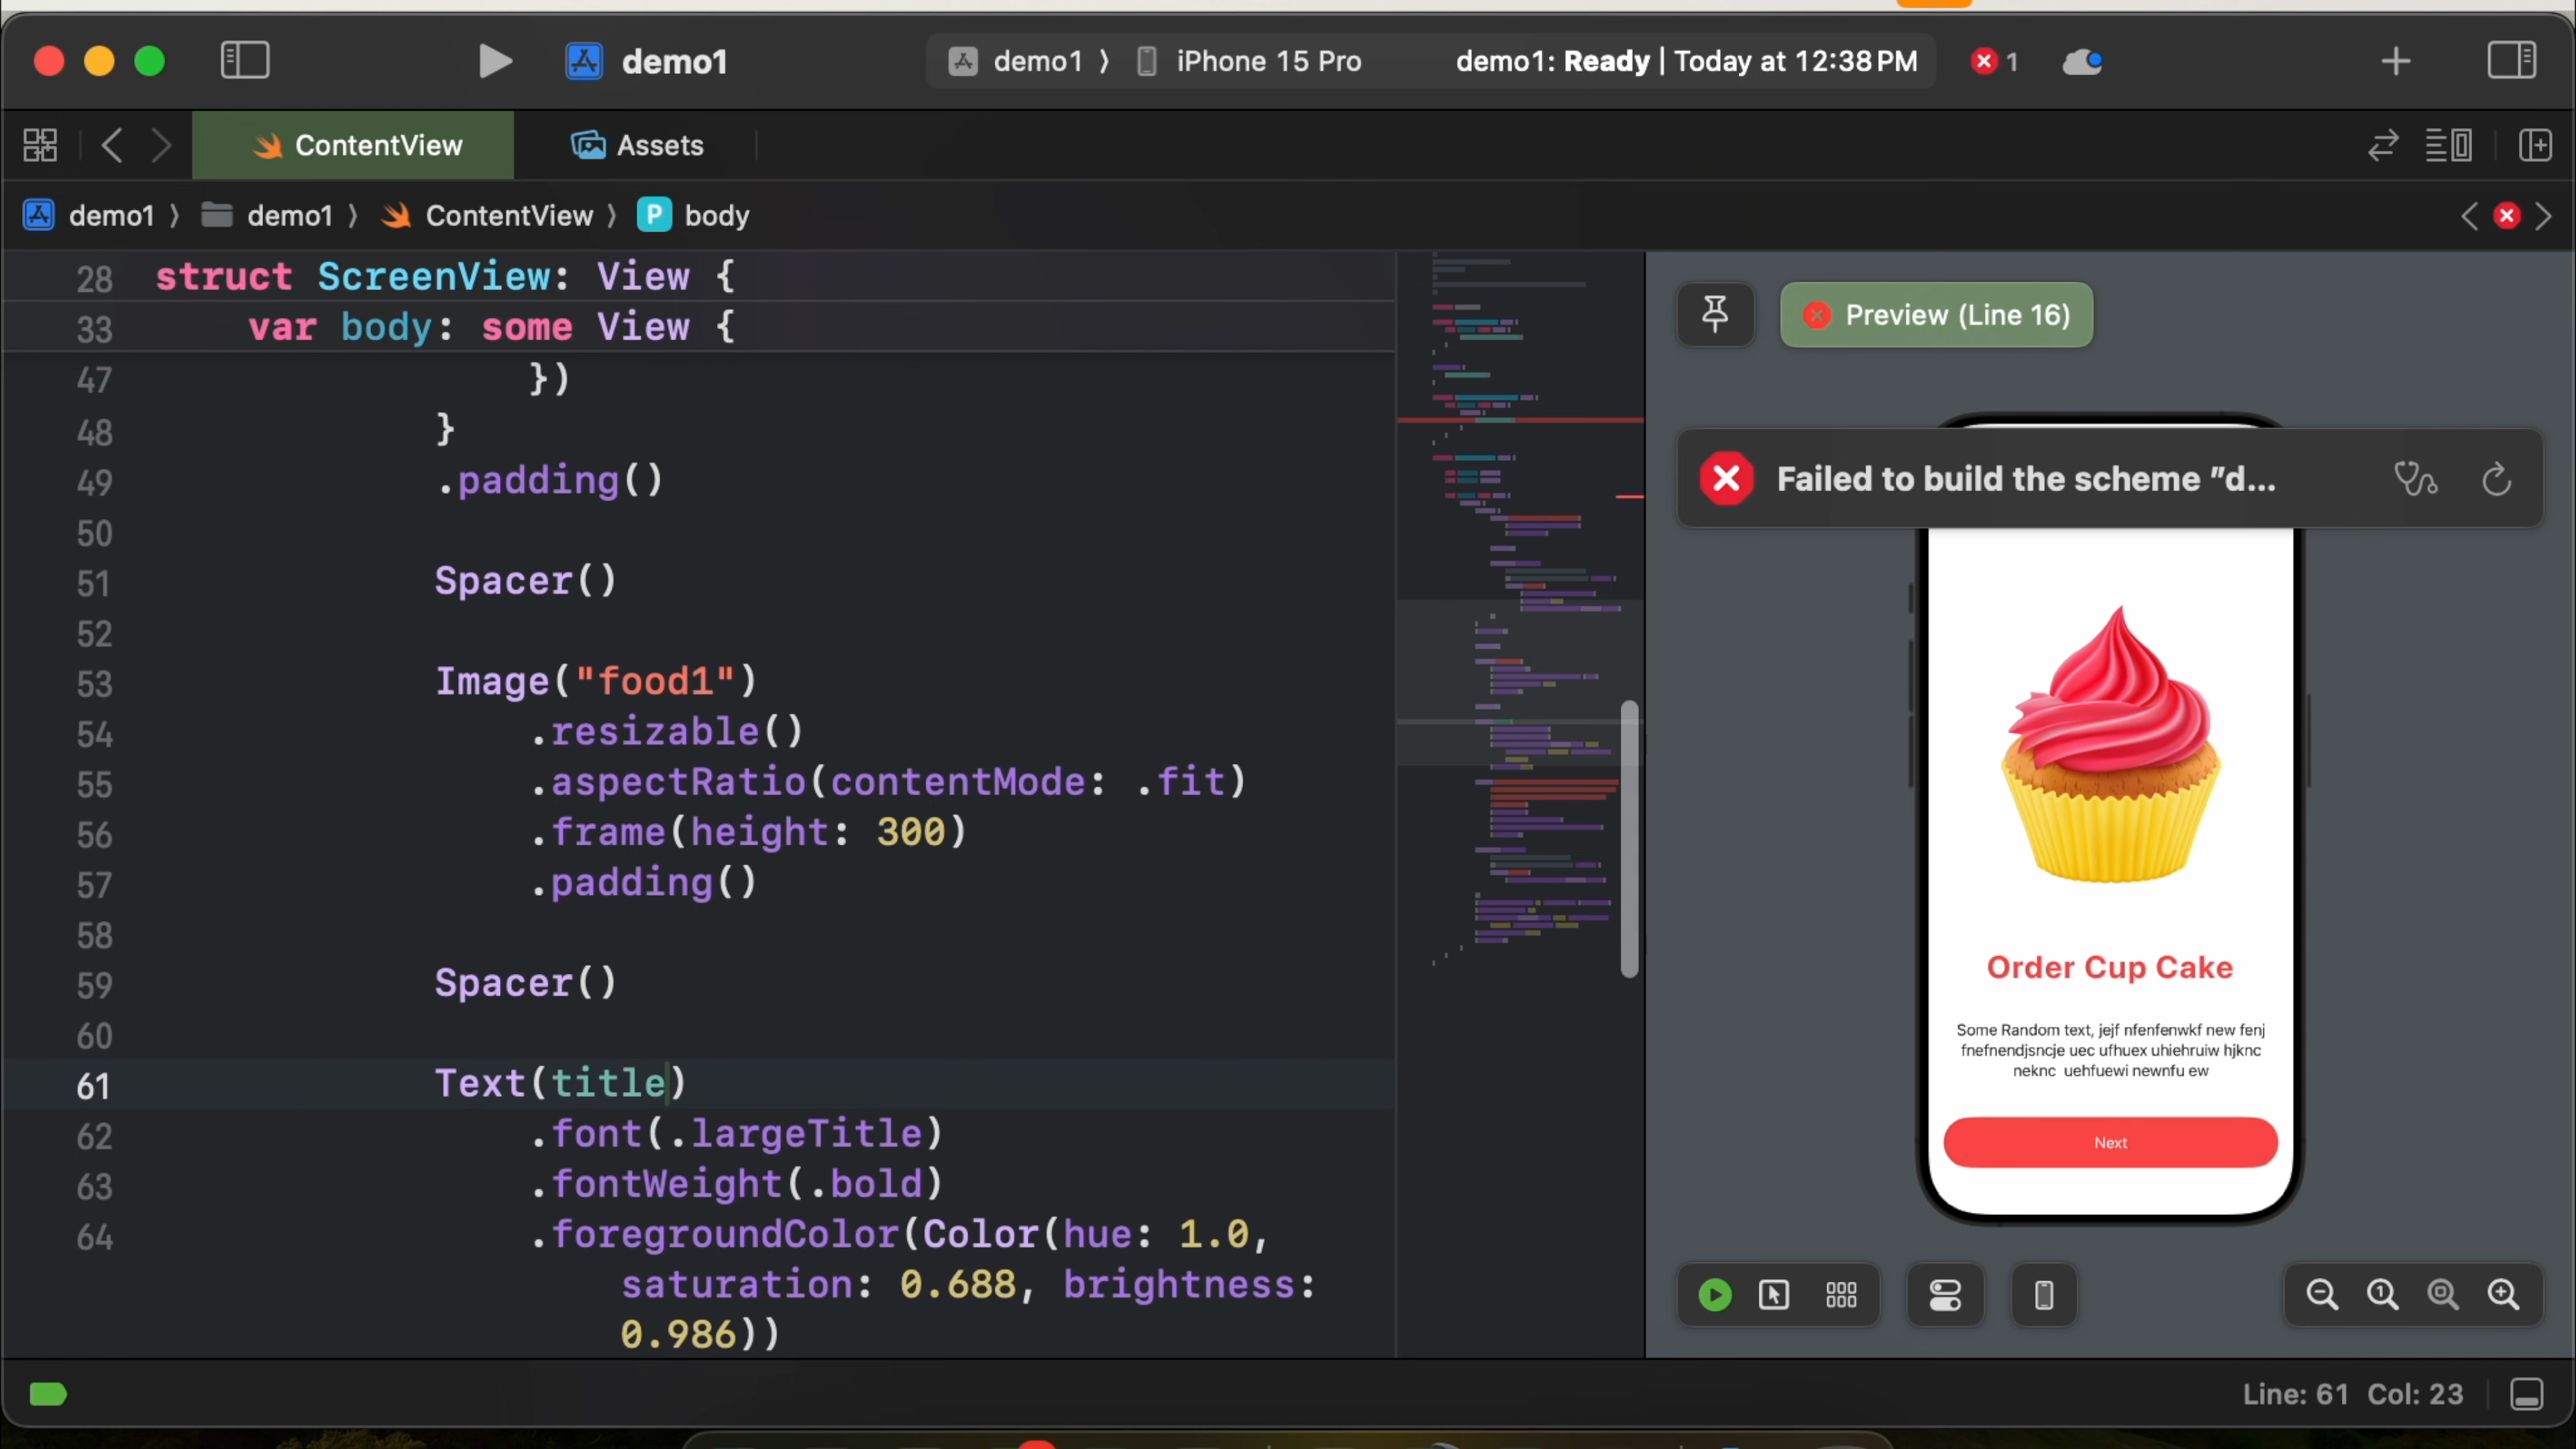 demo1
demo1 ⟩ iPhone 15 Pro
demo1: Ready | Today at 12:38 PM
1
ContentView
Assets
demo1 ⟩ demo1 ⟩ ContentView ⟩ P body
28 struct ScreenView: View {
33 var body: some View {
47 })
48 }
49 .padding()
50
51 Spacer()
52
53 Image("food1")
54 .resizable()
55 .aspectRatio(contentMode: .fit)
56 .frame(height: 300)
57 .padding()
58
59 Spacer()
60
61 Text(title)
62 .font(.largeTitle)
63 .fontWeight(.bold)
64 .foregroundColor(Color(hue: 1.0,
saturation: 0.688, brightness:
0.986))
Preview (Line 16)
Failed to build the scheme "d...
Order Cup Cake
Some Random text, jejf nfenfenwkf new fenj
fnefnendjsncje uec ufhuex uhiehruiw hjknc
neknc uehfuewi newnfu ew
Next
Line: 61 Col: 23